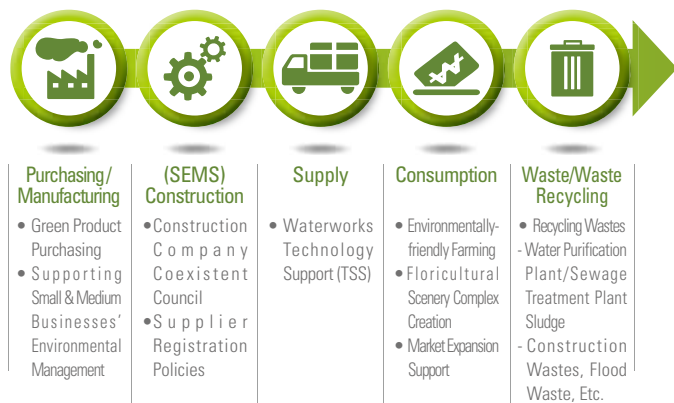 Purchasing/
Manufacturing
• Green Product
Purchasing
• Supporting
Small & Medium
Businesses’
Environmental
Management
(SEMS)
Construction
•Construction
Company
Coexistent
Council
•Supplier
Registration
Policies
Supply
• Waterworks
Technology
Support (TSS)
Consumption
• Environmentally-
friendly Farming
• Floricultural
Scenery Complex
Creation
• Market Expansion
Support
Waste/Waste
Recycling
• Recycling Wastes
- Water Purification
Plant/Sewage
Treatment Plant
Sludge
- Construction
Wastes, Flood
Waste, Etc.